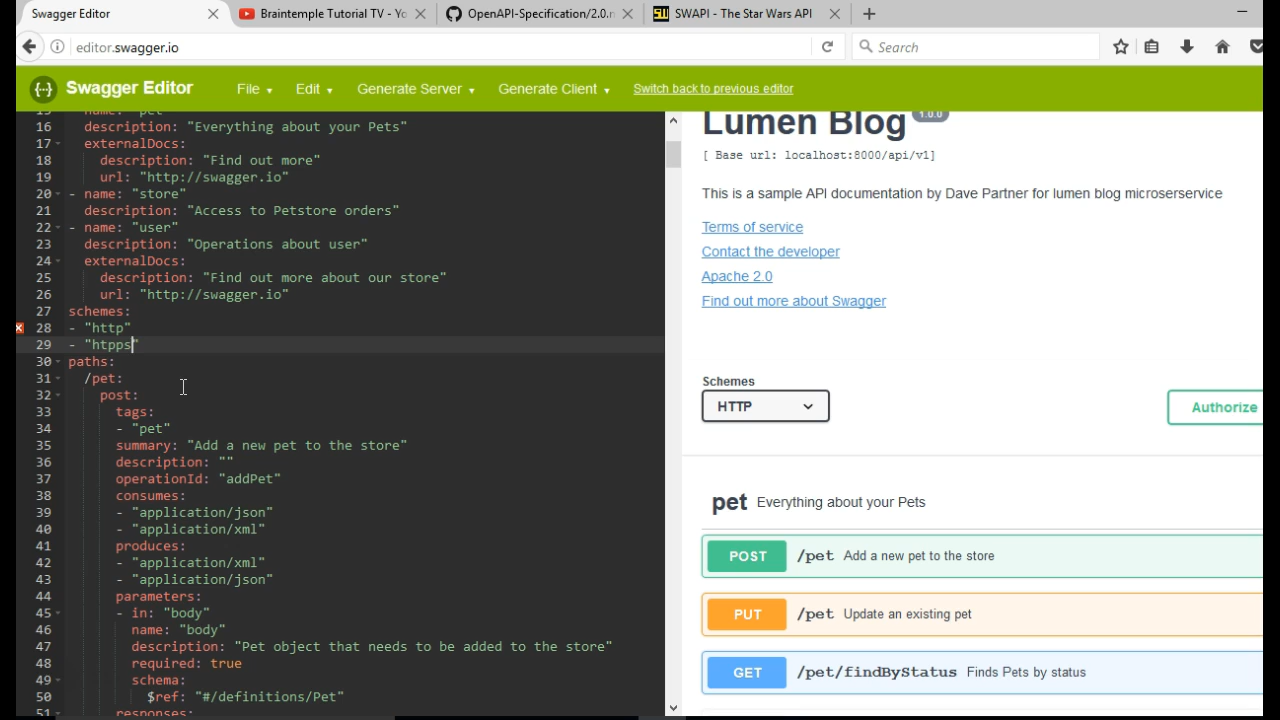 Swagger Editor
Braintemple Tutorial TV - Yo
OpenAPI-Specification/2.0.m
SWAPI - The Star Wars API
editor.swagger.io
Search
Swagger Editor
File
Edit
Generate Server
Generate Client
Switch back to previous editor
16 description: "Everything about your Pets"
17 externalDocs:
18 description: "Find out more"
19 url: "http://swagger.io"
20 - name: "store"
21 description: "Access to Petstore orders"
22 - name: "user"
23 description: "Operations about user"
24 externalDocs:
25 description: "Find out more about our store"
26 url: "http://swagger.io"
27 schemes:
28 - "http"
29 - "htpps"
30 paths:
31 /pet:
32 post:
33 tags:
34 - "pet"
35 summary: "Add a new pet to the store"
36 description: ""
37 operationId: "addPet"
38 consumes:
39 - "application/json"
40 - "application/xml"
41 produces:
42 - "application/xml"
43 - "application/json"
44 parameters:
45 - in: "body"
46 name: "body"
47 description: "Pet object that needs to be added to the store"
48 required: true
49 schema:
50 $ref: "#/definitions/Pet"
51 responses:
Lumen Blog 1.0.0
[ Base url: localhost:8000/api/v1]
This is a sample API documentation by Dave Partner for lumen blog microserservice
Terms of service
Contact the developer
Apache 2.0
Find out more about Swagger
Schemes
HTTP
Authorize
pet Everything about your Pets
POST /pet Add a new pet to the store
PUT /pet Update an existing pet
GET /pet/findByStatus Finds Pets by status